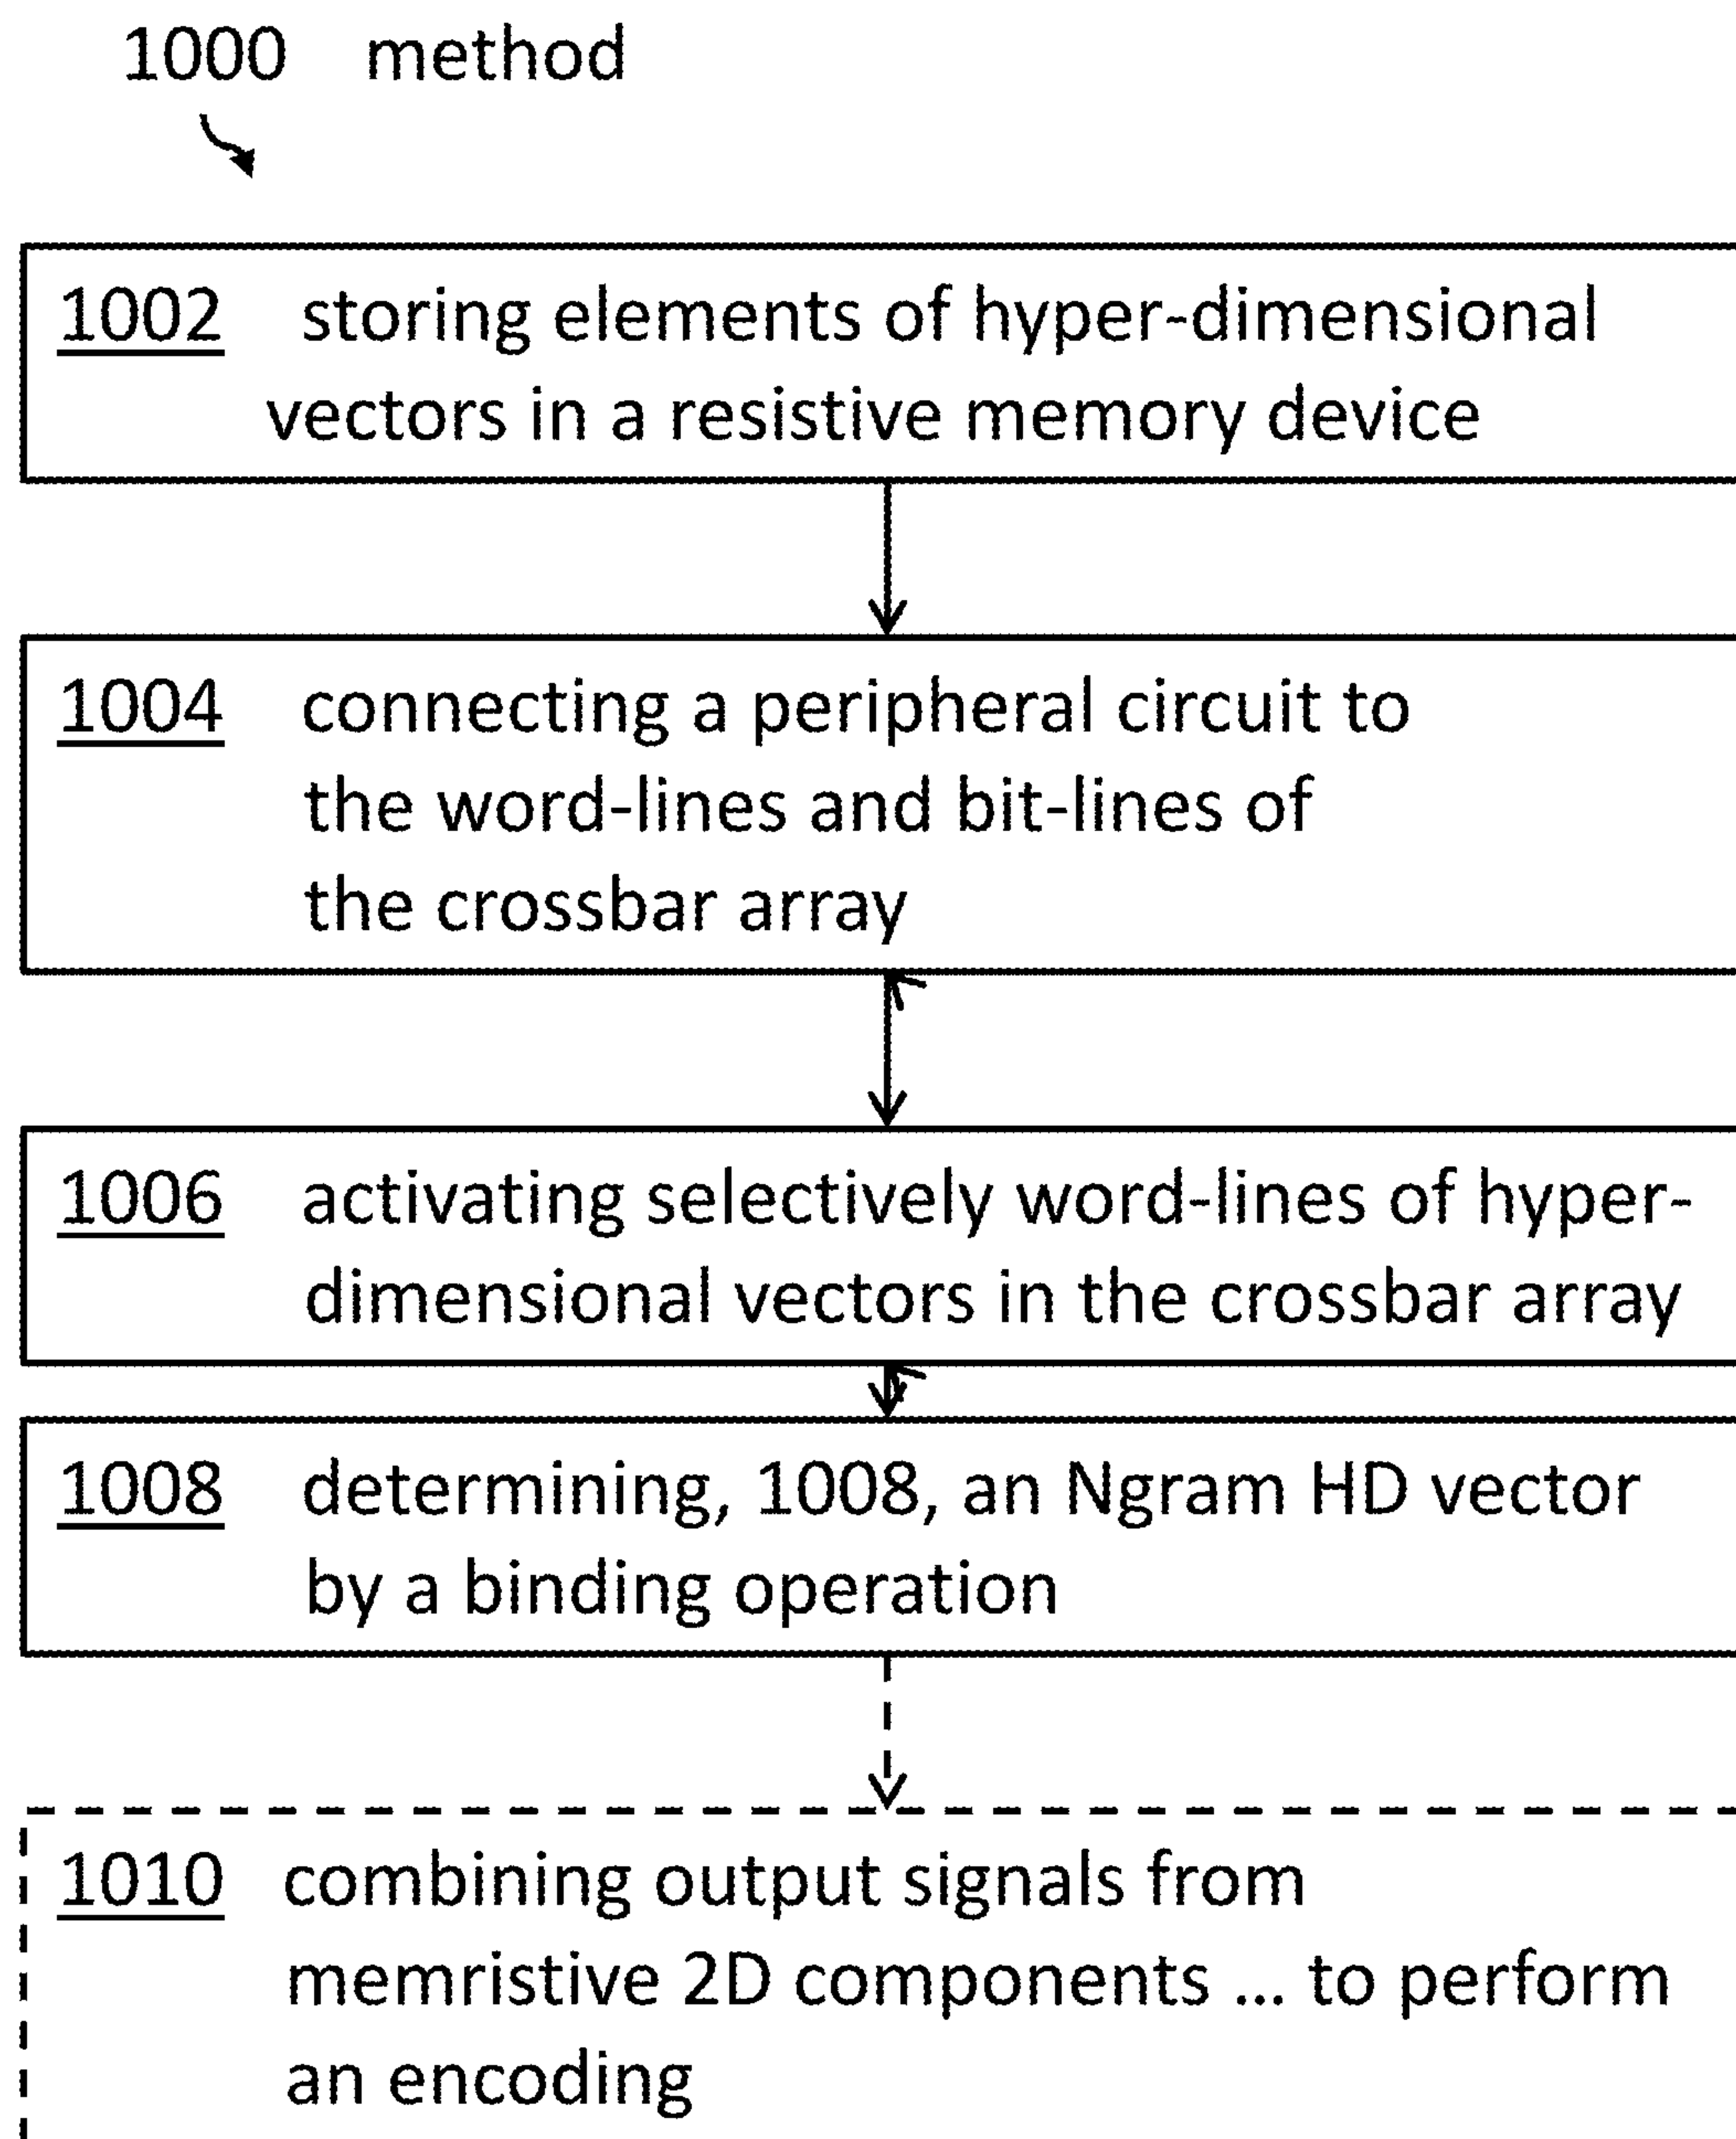 1000 method
1002 storing elements of hyper-dimensional
vectors in a resistive memory device
1004 connecting a peripheral circuit to
the word-lines and bit-lines of
the crossbar array
1006 activating selectively word-lines of hyper-
dimensional vectors in the crossbar array
1008 determining, 1008, an Ngram HD vector
by a binding operation
1010 combining output signals from
memristive 2D components ... to perform
an encoding